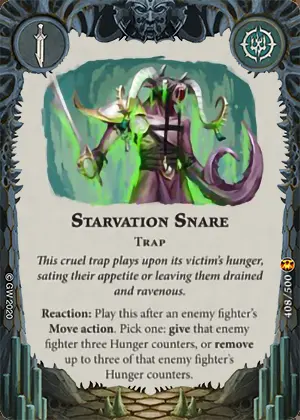 STARVATION SNARE
TRAP
This cruel trap plays upon its victim's hunger,
sating their appetite or leaving them drained
and ravenous.
Reaction: Play this after an enemy fighter's
Move action. Pick one: give that enemy
fighter three Hunger counters, or remove
up to three of that enemy fighter's
Hunger counters.
© GW 2020
408/500